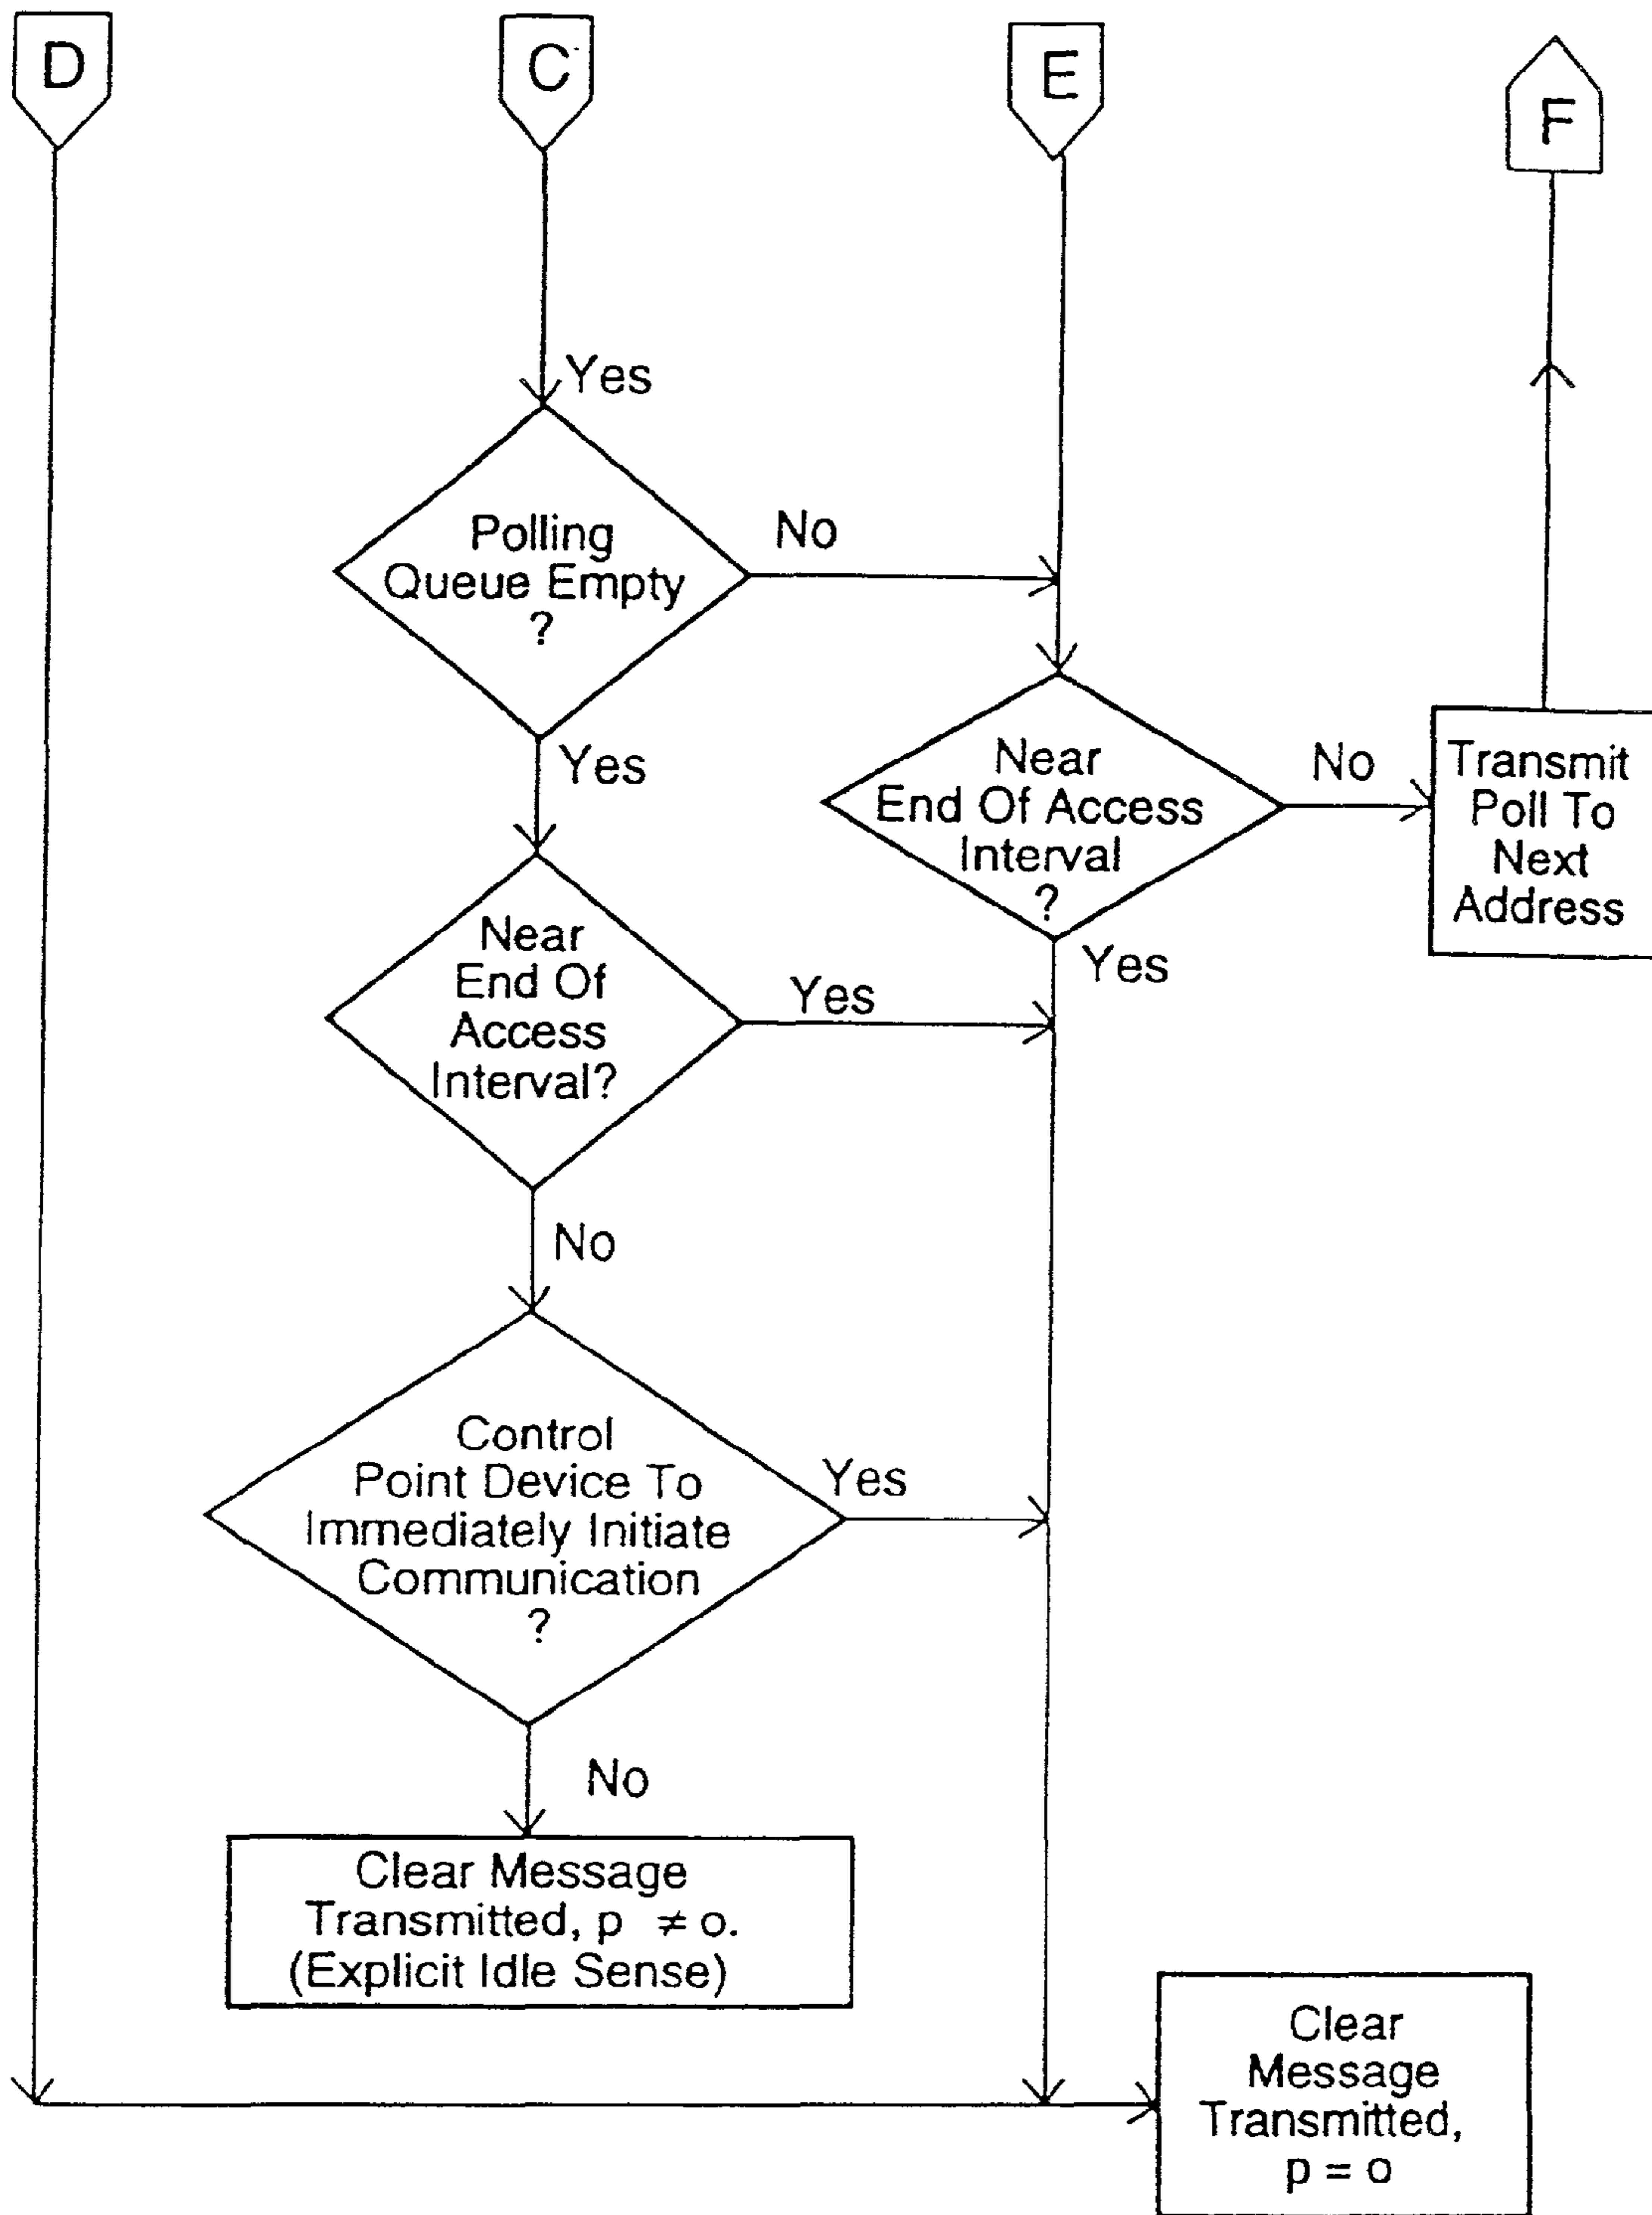 D
C
E
F
Yes
Polling
Queue Empty
?
No
Yes
Near
End Of Access
Interval
?
No
Transmit
Poll To
Next
Address
Yes
Near
End Of
Access
Interval?
Yes
No
Control
Point Device To
Immediately Initiate
Communication
?
Yes
No
Clear Message
Transmitted, p ≠ o.
(Explicit Idle Sense)
Clear
Message
Transmitted,
p = o